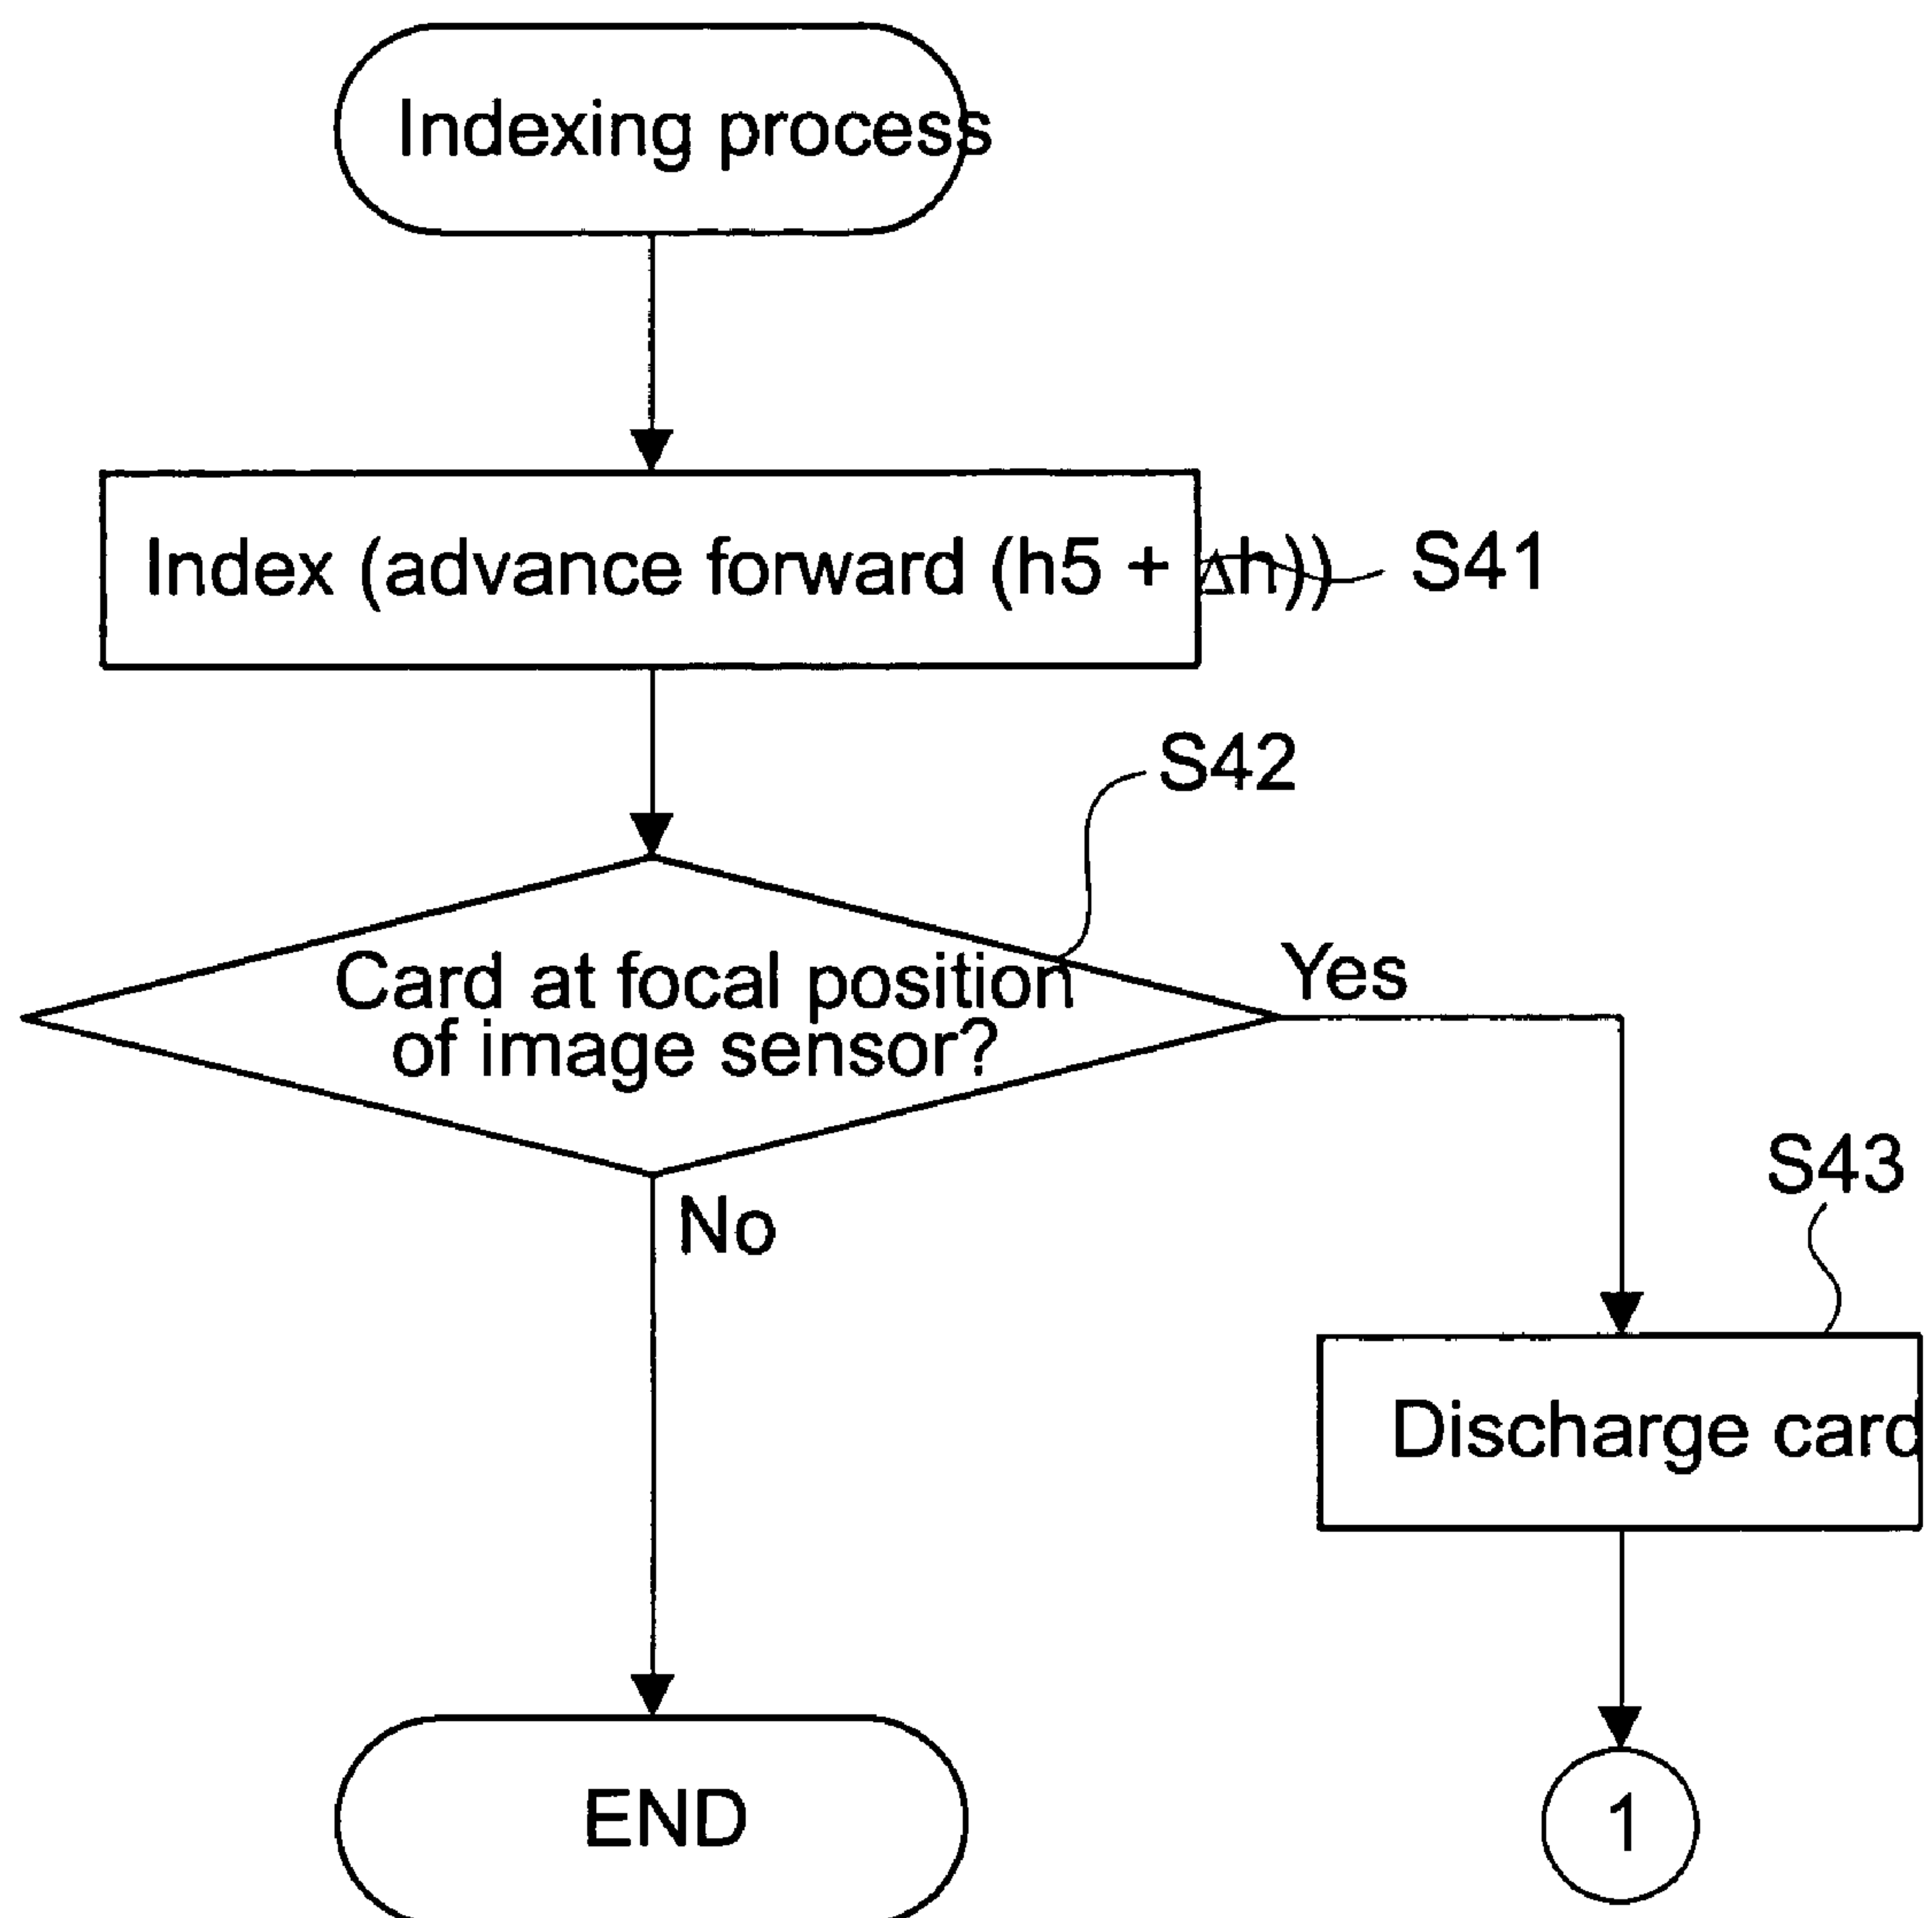 Indexing process
Index (advance forward (h5 + Δh))
S41
S42
Card at focal position
of image sensor?
Yes
No
S43
Discharge card
END
1